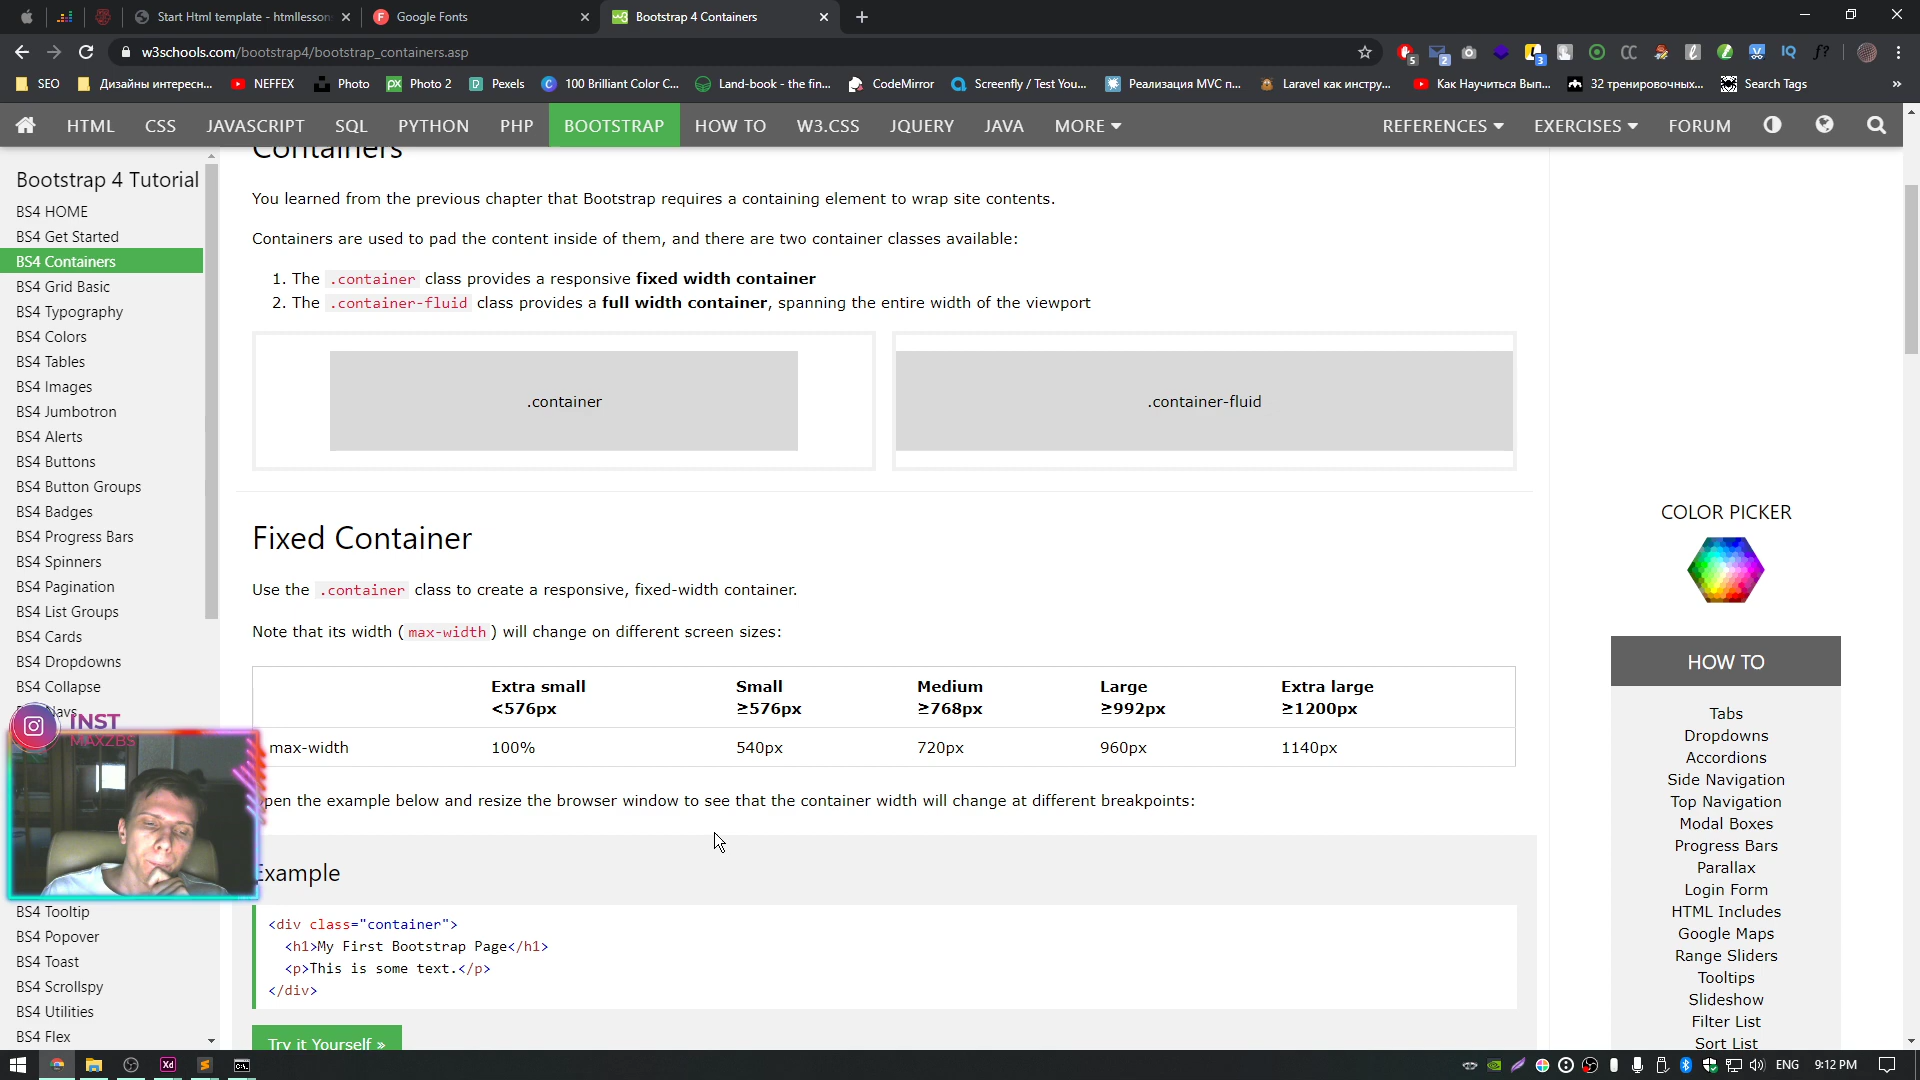 Start Html template - htmllesson
Google Fonts
Bootstrap 4 Containers
w3schools.com/bootstrap4/bootstrap_containers.asp
5
2
3
CC
IQ
f?
SEO
Дизайны интересн...
NEFFEX
Photo
Photo 2
Pexels
100 Brilliant Color C...
Land-book - the fin...
CodeMirror
Screenfly / Test You...
Реализация MVC п...
Laravel как инстру...
Как Научиться Вып...
32 тренировочных...
Search Tags
»
HTML
CSS
JAVASCRIPT
SQL
PYTHON
PHP
BOOTSTRAP
HOW TO
W3.CSS
JQUERY
JAVA
MORE
REFERENCES
EXERCISES
FORUM
Bootstrap 4 Tutorial
BS4 HOME
BS4 Get Started
BS4 Containers
BS4 Grid Basic
BS4 Typography
BS4 Colors
BS4 Tables
BS4 Images
BS4 Jumbotron
BS4 Alerts
BS4 Buttons
BS4 Button Groups
BS4 Badges
BS4 Progress Bars
BS4 Spinners
BS4 Pagination
BS4 List Groups
BS4 Cards
BS4 Dropdowns
BS4 Collapse
Navs
INST
MAXZBS
BS4 Tooltip
BS4 Popover
BS4 Toast
BS4 Scrollspy
BS4 Utilities
BS4 Flex
Containers
You learned from the previous chapter that Bootstrap requires a containing element to wrap site contents.
Containers are used to pad the content inside of them, and there are two container classes available:
1. The .container class provides a responsive fixed width container
2. The .container-fluid class provides a full width container, spanning the entire width of the viewport
.container
.container-fluid
Fixed Container
Use the .container class to create a responsive, fixed-width container.
Note that its width (max-width) will change on different screen sizes:
Extra small Small Medium Large Extra large
<576px ≥576px ≥768px ≥992px ≥1200px
max-width 100% 540px 720px 960px 1140px
pen the example below and resize the browser window to see that the container width will change at different breakpoints:
Example
<div class="container">
<h1>My First Bootstrap Page</h1>
<p>This is some text.</p>
</div>
Try it Yourself »
COLOR PICKER
HOW TO
Tabs
Dropdowns
Accordions
Side Navigation
Top Navigation
Modal Boxes
Progress Bars
Parallax
Login Form
HTML Includes
Google Maps
Range Sliders
Tooltips
Slideshow
Filter List
Sort List
Xd
ENG
9:12 PM